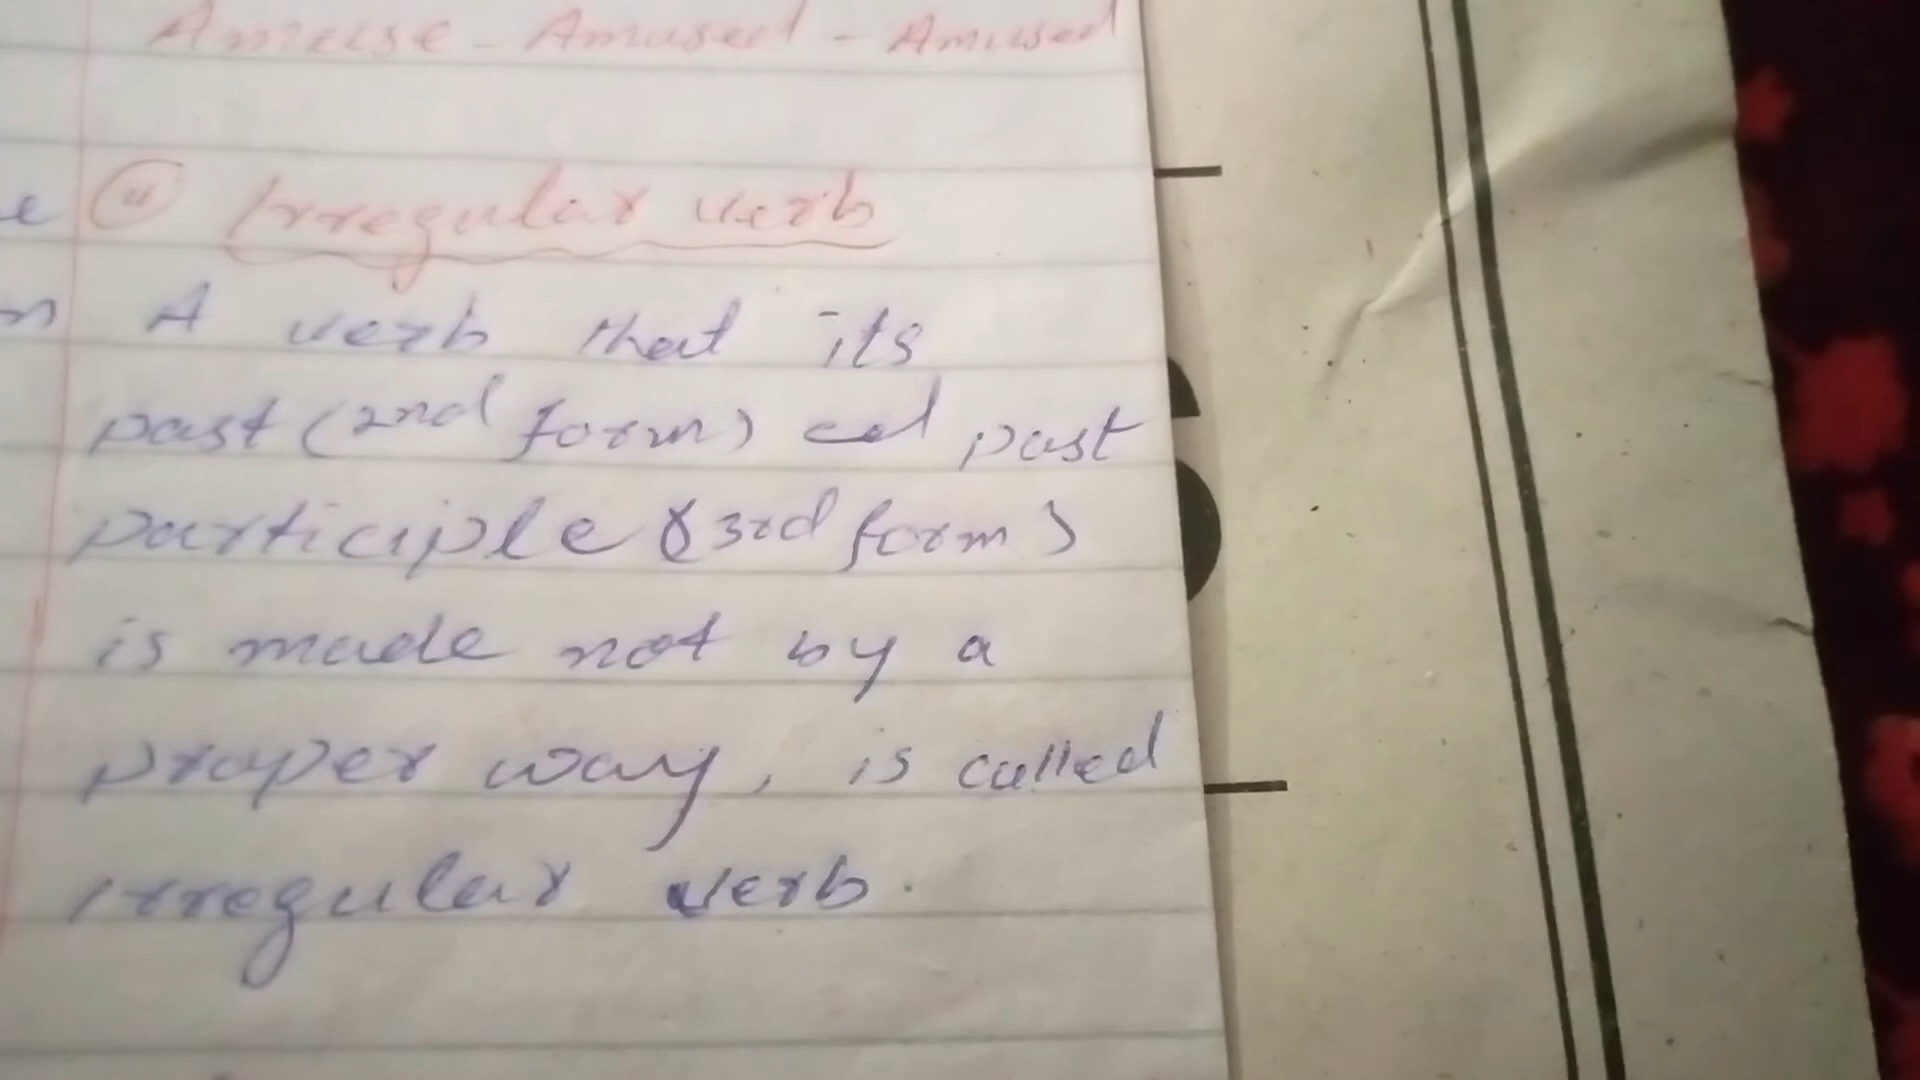 Amuse - Amused - Amused
e (ii) Irregular verb
n A verb that its
past (2nd form) and past
participle (3rd form)
is made not by a
proper way, is called
irregular verb.